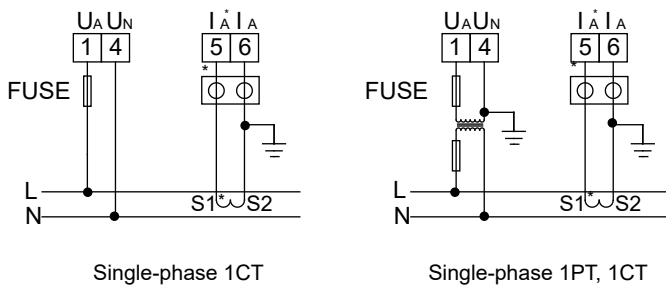 UA UN
IA* IA
1 4
5 6
*
FUSE
L
N
S1* S2
Single-phase 1CT
UA UN
IA* IA
1 4
5 6
*
FUSE
L
N
S1* S2
Single-phase 1PT, 1CT